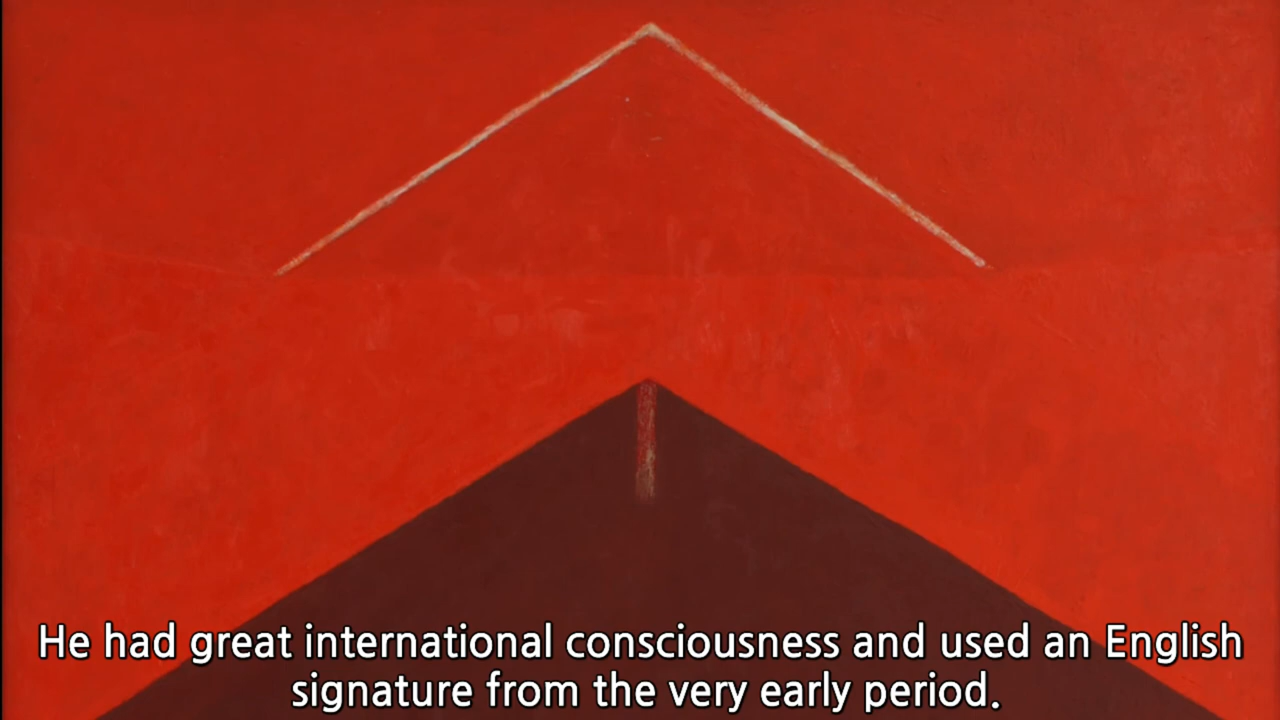 He had great international consciousness and used an English
signature from the very early period.